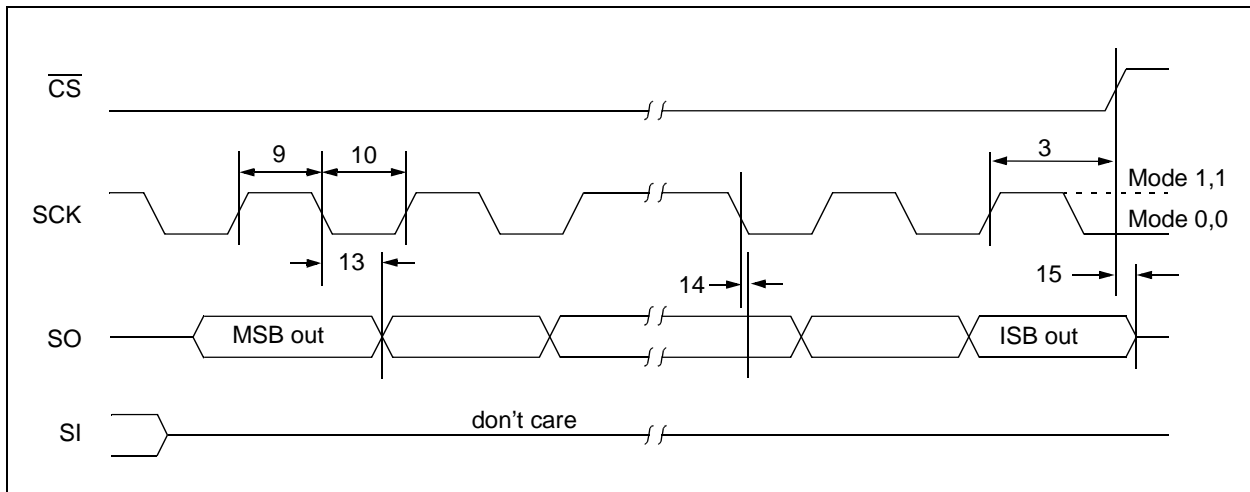 CS
9
10
3
Mode 1,1
SCK
Mode 0,0
13
14
15
SO
MSB out
ISB out
don't care
SI